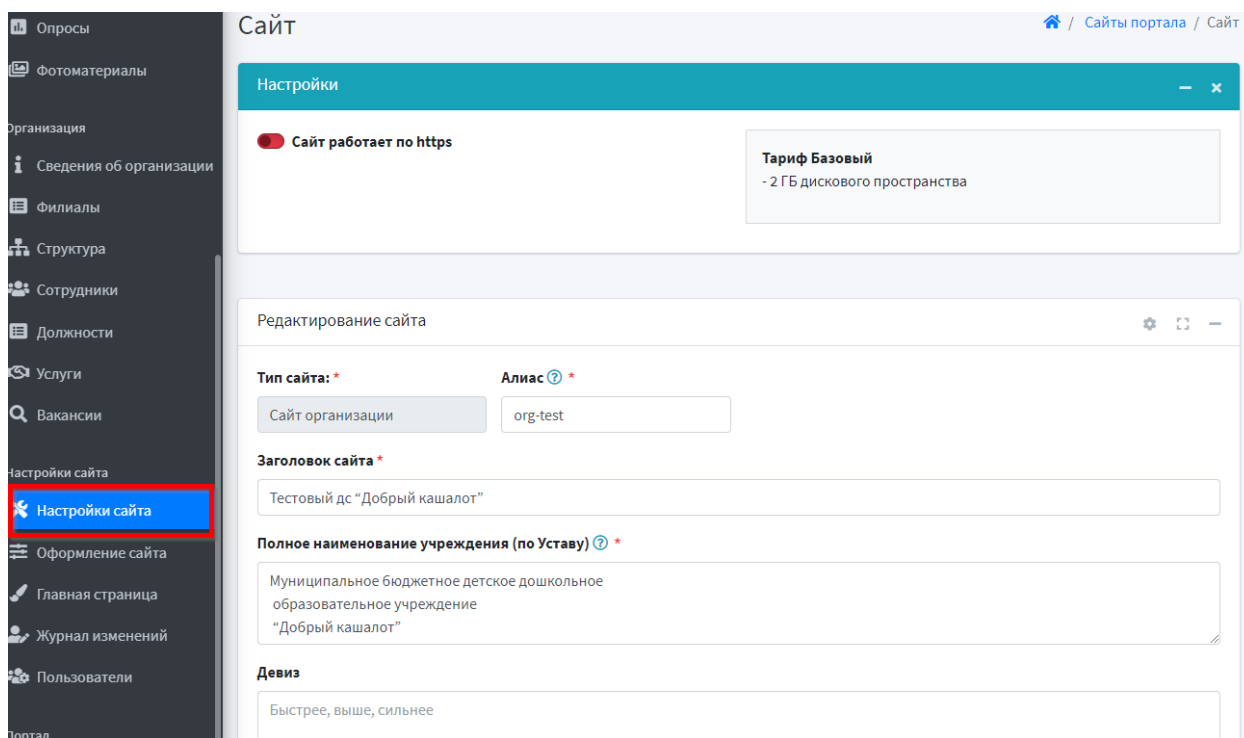 Опросы
Фотоматериалы
Организация
Сведения об организации
Филиалы
Структура
Сотрудники
Должности
Услуги
Вакансии
Настройки сайта
Настройки сайта
Оформление сайта
Главная страница
Журнал изменений
Пользователи
Портал
Сайт
/ Сайты портала / Сайт
Настройки
Сайт работает по https
Тариф Базовый
- 2 ГБ дискового пространства
Редактирование сайта
Тип сайта: *
Алиас ? *
Сайт организации
org-test
Заголовок сайта *
Тестовый дс “Добрый кашалот”
Полное наименование учреждения (по Уставу) ? *
Муниципальное бюджетное детское дошкольное
образовательное учреждение
“Добрый кашалот”
Девиз
Быстрее, выше, сильнее